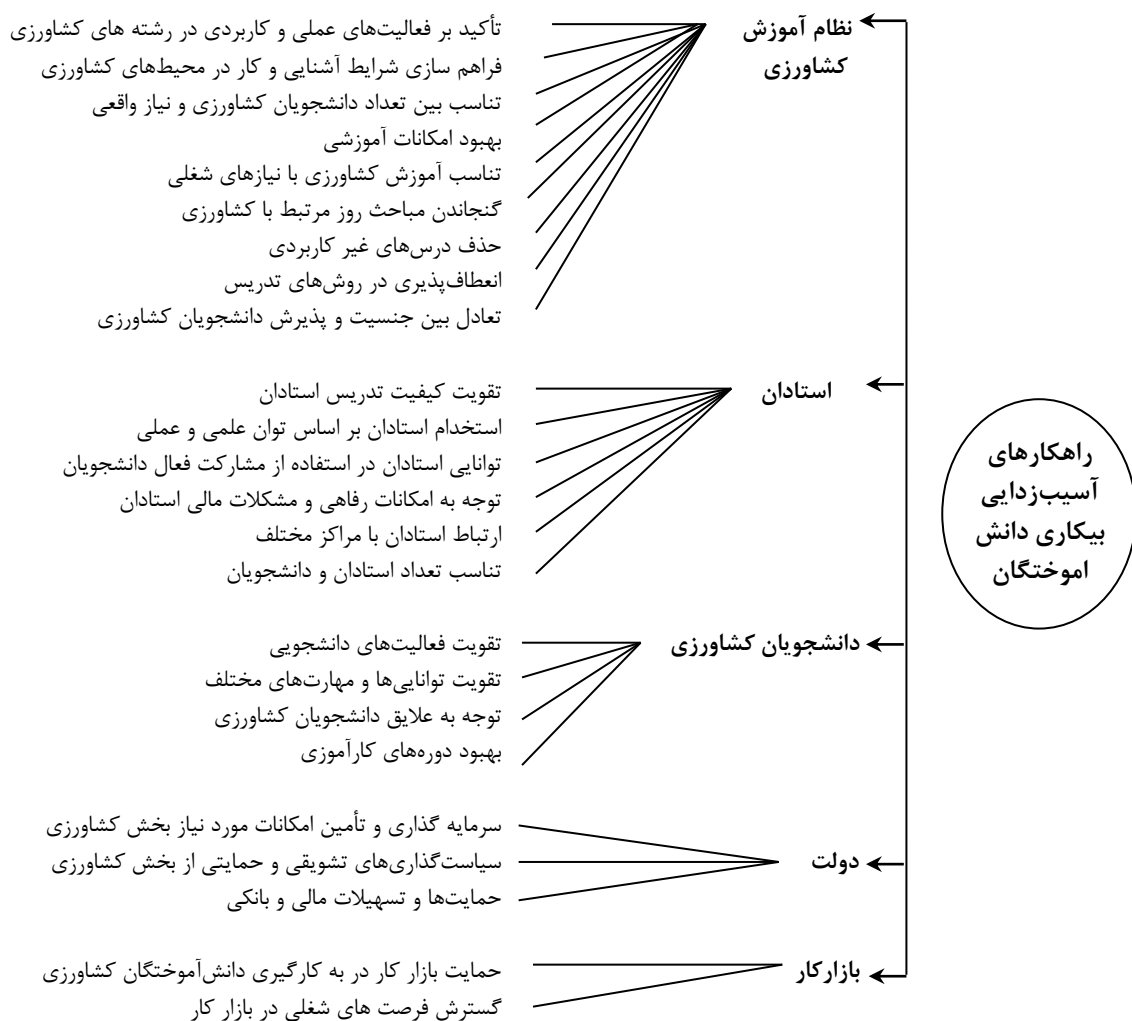 راهکارهای
آسیب‌زدایی
بیکاری دانش
اموختگان
نظام آموزش
کشاورزی
تأکید بر فعالیت‌های عملی و کاربردی در رشته های کشاورزی
فراهم سازی شرایط آشنایی و کار در محیط‌های کشاورزی
تناسب بین تعداد دانشجویان کشاورزی و نیاز واقعی
بهبود امکانات آموزشی
تناسب آموزش کشاورزی با نیازهای شغلی
گنجاندن مباحث روز مرتبط با کشاورزی
حذف درس‌های غیر کاربردی
انعطاف‌پذیری در روش‌های تدریس
تعادل بین جنسیت و پذیرش دانشجویان کشاورزی
استادان
تقویت کیفیت تدریس استادان
استخدام استادان بر اساس توان علمی و عملی
توانایی استادان در استفاده از مشارکت فعال دانشجویان
توجه به امکانات رفاهی و مشکلات مالی استادان
ارتباط استادان با مراکز مختلف
تناسب تعداد استادان و دانشجویان
دانشجویان کشاورزی
تقویت فعالیت‌های دانشجویی
تقویت توانایی‌ها و مهارت‌های مختلف
توجه به علایق دانشجویان کشاورزی
بهبود دوره‌های کارآموزی
دولت
سرمایه گذاری و تأمین امکانات مورد نیاز بخش کشاورزی
سیاست‌گذاری‌های تشویقی و حمایتی از بخش کشاورزی
حمایت‌ها و تسهیلات مالی و بانکی
بازارکار
حمایت بازار کار در به کارگیری دانش‌آموختگان کشاورزی
گسترش فرصت های شغلی در بازار کار